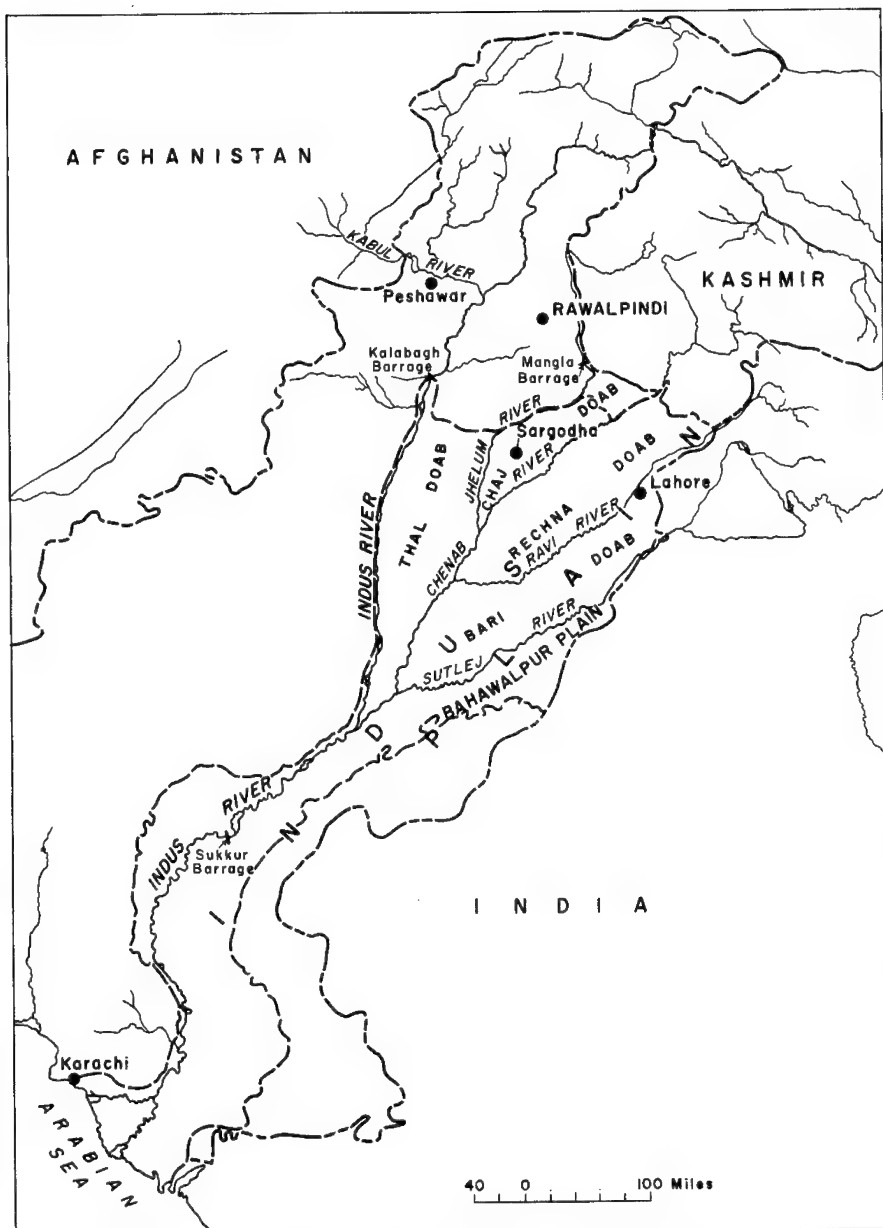 AFGHANISTAN
KABUL RIVER
Peshawar
KASHMIR
RAWALPINDI
Kalabagh
Barrage
Mangla
Barrage
JHELUM RIVER
CHAJ DOAB
Sargodha
RIVER
THAL DOAB
INDUS RIVER
CHENAB
RECHNA DOAB
Lahore
RAVI RIVER
BARI DOAB
SUTLEJ RIVER
BAHAWALPUR PLAIN
INDUS PLAIN
INDUS RIVER
Sukkur
Barrage
INDIA
Karachi
ARABIAN
SEA
40 0 100 Miles